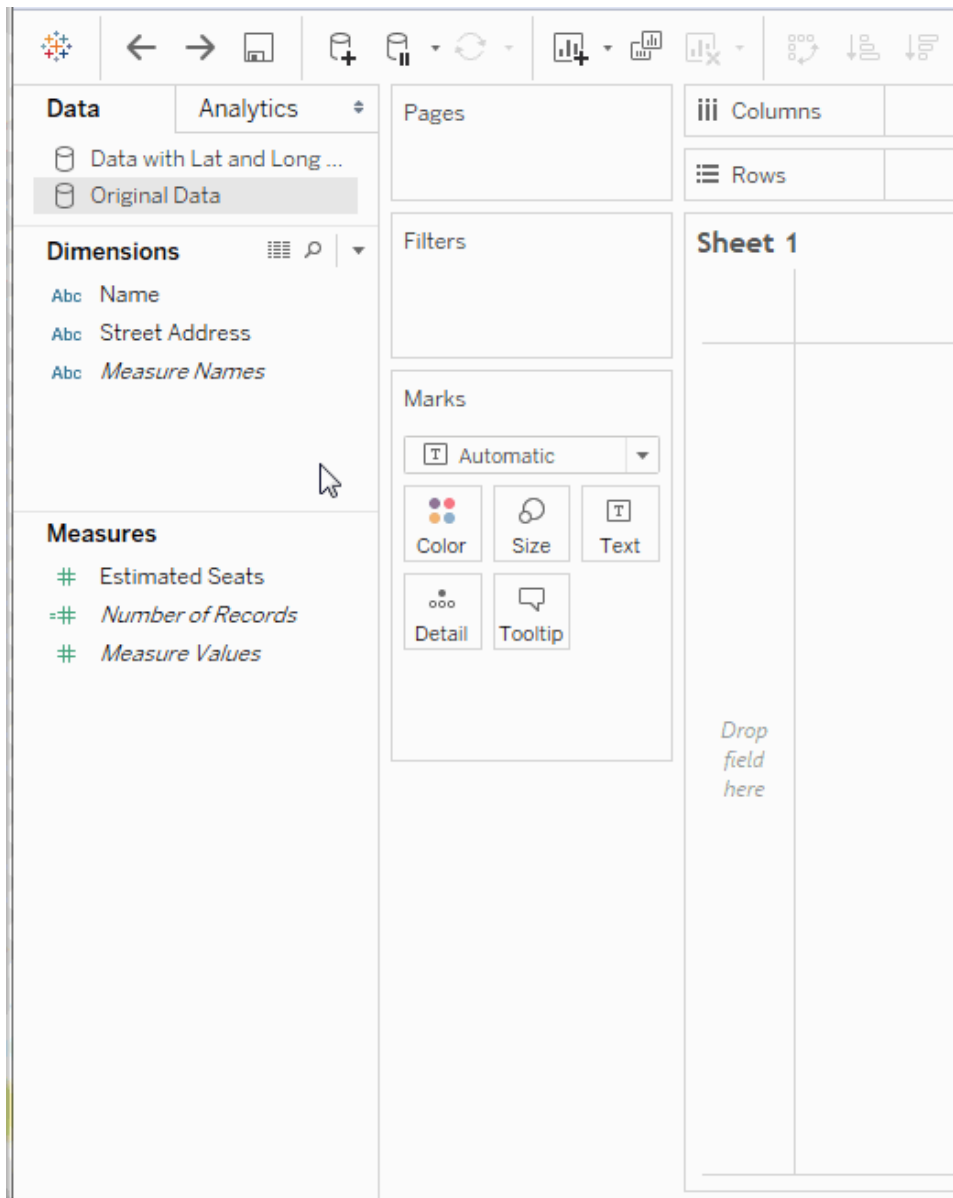 Data
Analytics
Data with Lat and Long ...
Original Data
Dimensions
Abc Name
Abc Street Address
Abc Measure Names
Measures
# Estimated Seats
=# Number of Records
# Measure Values
Pages
Filters
Marks
T Automatic
Color
Size
T
Text
Detail
Tooltip
iii Columns
Rows
Sheet 1
Drop
field
here